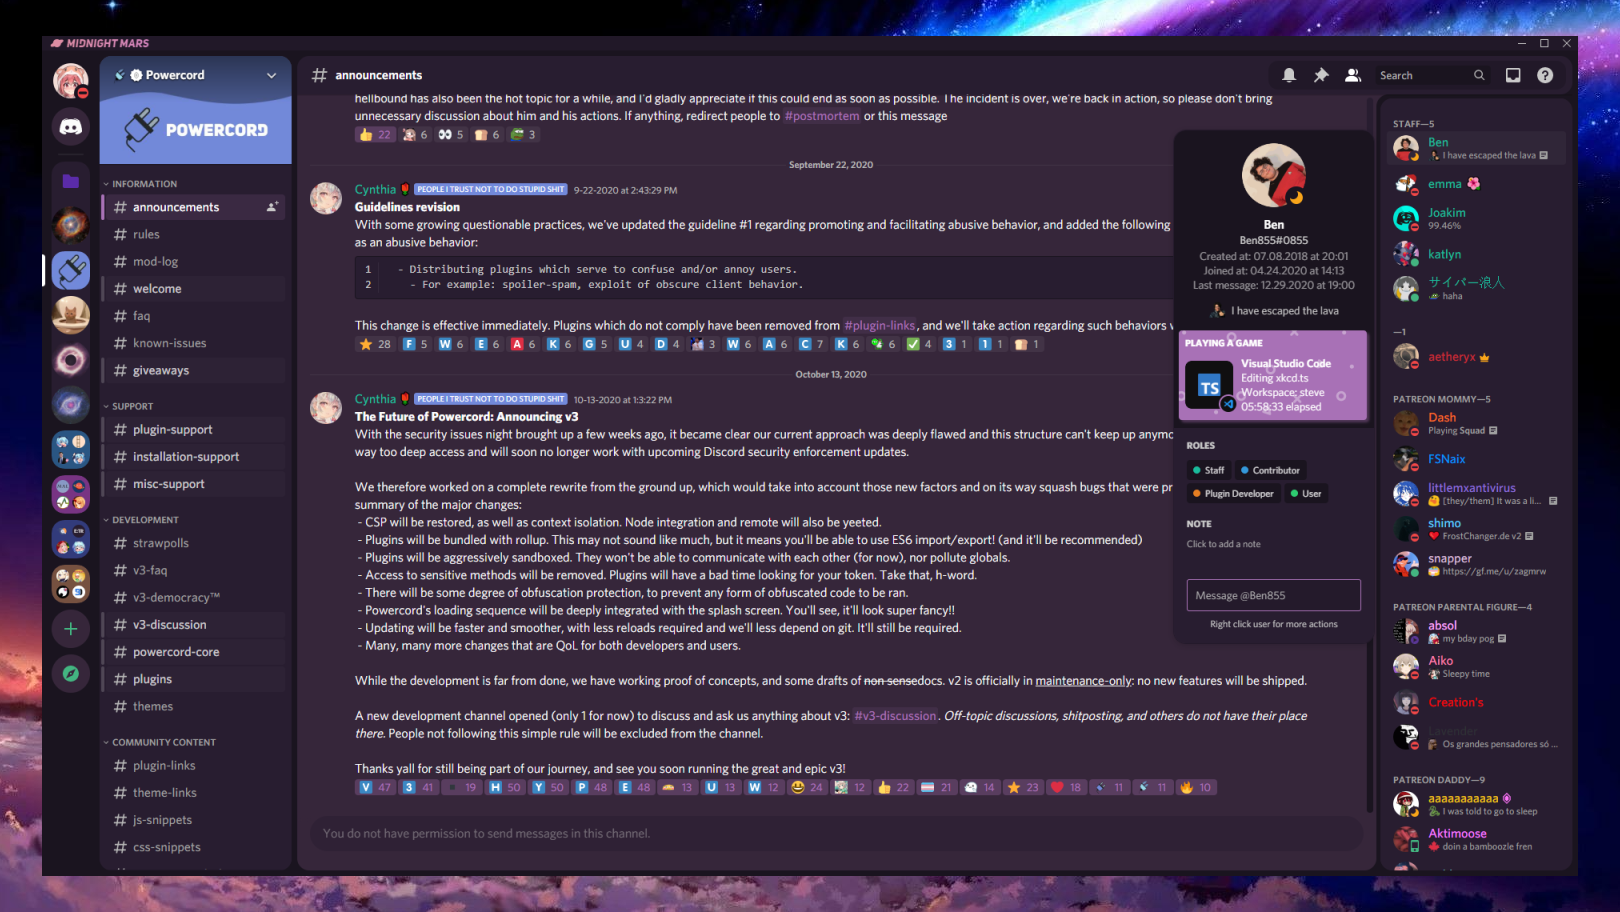 MIDNIGHT MARS
Powercord
POWERCORD
INFORMATION
announcements
rules
mod-log
welcome
faq
known-issues
giveaways
SUPPORT
plugin-support
installation-support
misc-support
DEVELOPMENT
strawpolls
v3-faq
v3-democracy™
v3-discussion
powercord-core
plugins
themes
COMMUNITY CONTENT
plugin-links
theme-links
js-snippets
css-snippets
# announcements
Search
hellbound has also been the hot topic for a while, and I'd gladly appreciate if this could end as soon as possible. The incident is over, we're back in action, so please don't bring
unnecessary discussion about him and his actions. If anything, redirect people to #postmortem or this message
22 6 5 6 3
September 22, 2020
Cynthia PEOPLE I TRUST NOT TO DO STUPID SHIT 9-22-2020 at 2:43:29 PM
Guidelines revision
With some growing questionable practices, we've updated the guideline #1 regarding promoting and facilitating abusive behavior, and added the following
as an abusive behavior:
1 - Distributing plugins which serve to confuse and/or annoy users.
2 - For example: spoiler-spam, exploit of obscure client behavior.
This change is effective immediately. Plugins which do not comply have been removed from #plugin-links, and we'll take action regarding such behaviors
28 F 5 W 6 E 6 A 6 K 6 G 5 U 4 D 4 3 W 6 A 6 C 7 K 6 6 4 3 1 1 1 1
October 13, 2020
Cynthia PEOPLE I TRUST NOT TO DO STUPID SHIT 10-13-2020 at 1:3:22 PM
The Future of Powercord: Announcing v3
With the security issues night brought up a few weeks ago, it became clear our current approach was deeply flawed and this structure can't keep up anymo
way too deep access and will soon no longer work with upcoming Discord security enforcement updates.
We therefore worked on a complete rewrite from the ground up, which would take into account those new factors and on its way squash bugs that were pr
summary of the major changes:
- CSP will be restored, as well as context isolation. Node integration and remote will also be yeeted.
- Plugins will be bundled with rollup. This may not sound like much, but it means you'll be able to use ES6 import/export! (and it'll be recommended)
- Plugins will be aggressively sandboxed. They won't be able to communicate with each other (for now), nor pollute globals.
- Access to sensitive methods will be removed. Plugins will have a bad time looking for your token. Take that, h-word.
- There will be some degree of obfuscation protection, to prevent any form of obfuscated code to be ran.
- Powercord's loading sequence will be deeply integrated with the splash screen. You'll see, it'll look super fancy!!
- Updating will be faster and smoother, with less reloads required and we'll less depend on git. It'll still be required.
- Many, many more changes that are QoL for both developers and users.
While the development is far from done, we have working proof of concepts, and some drafts of non-sensedocs. v2 is officially in maintenance-only: no new features will be shipped.
A new development channel opened (only 1 for now) to discuss and ask us anything about v3: #v3-discussion. Off-topic discussions, shitposting, and others do not have their place
there. People not following this simple rule will be excluded from the channel.
Thanks yall for still being part of our journey, and see you soon running the great and epic v3!
V 47 3 41 19 H 50 Y 50 P 48 E 48 13 U 13 W 12 24 12 22 21 14 23 18 11 11 10
You do not have permission to send messages in this channel.
Ben
Ben855#0855
Created at: 07.08.2018 at 20:01
Joined at: 04.24.2020 at 14:13
Last message: 12.29.2020 at 19:00
I have escaped the lava
PLAYING A GAME
TS
Visual Studio Code
Editing xkcd.ts
Workspace: steve
05:58:33 elapsed
ROLES
Staff Contributor
Plugin Developer User
NOTE
Click to add a note
Message @Ben855
Right click user for more actions
STAFF—5
Ben
I have escaped the lava
emma
Joakim
99.46%
katlyn
サイバー浪人
haha
—1
aetheryx
PATREON MOMMY—5
Dash
Playing Squad
FSNaix
littlemxantivirus
[they/them] It was a li...
shimo
FrostChanger.de v2
snapper
https://gf.me/u/zagmrw
PATREON PARENTAL FIGURE—4
absol
my bday pog
Aiko
Sleepy time
Creation's
Lavender
Os grandes pensadores só ...
PATREON DADDY—9
aaaaaaaaaaa
I was told to go to sleep
Aktimoose
doin a bamboozle fren